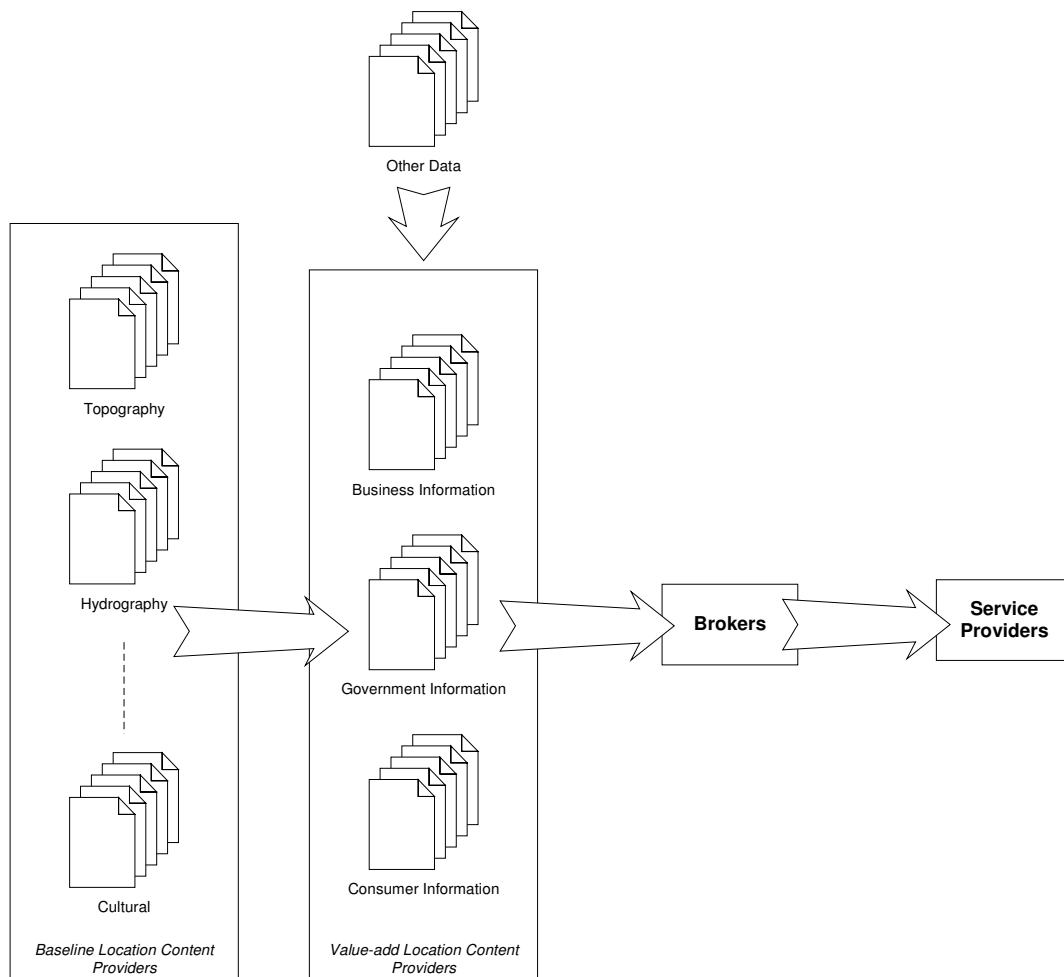 Other Data
Topography
Hydrography
Cultural
Baseline Location Content
Providers
Business Information
Government Information
Consumer Information
Value-add Location Content
Providers
Brokers
Service
Providers